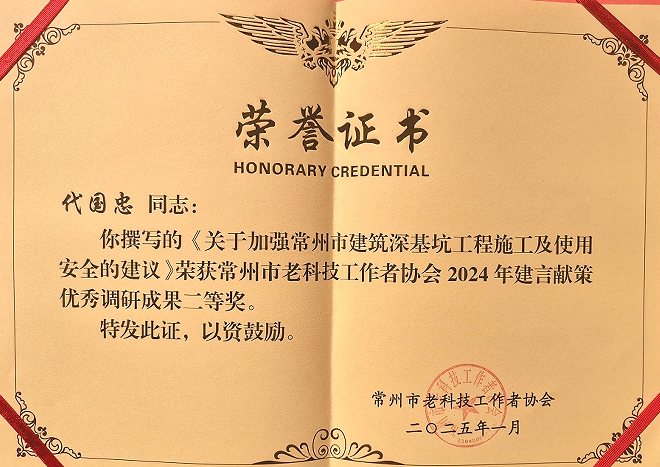 荣誉证书
HONORARY CREDENTIAL
代国忠 同志：
你撰写的《关于加强常州市建筑深基坑工程施工及使用
安全的建议》荣获常州市老科技工作者协会 2024 年建言献策
优秀调研成果二等奖。
特发此证，以资鼓励。
常州市老科技工作者协会
二〇二五年一月